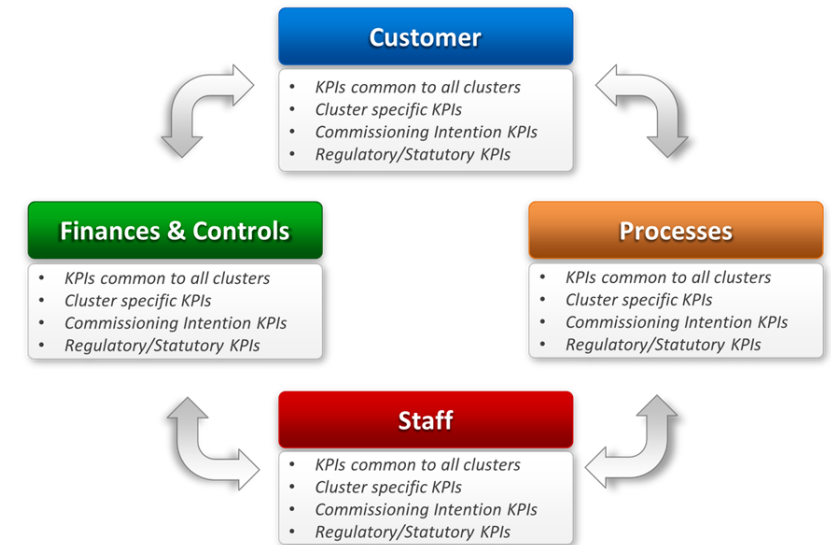 Customer
• KPIs common to all clusters
• Cluster specific KPIs
• Commissioning Intention KPIs
• Regulatory/Statutory KPIs
Finances & Controls
• KPIs common to all clusters
• Cluster specific KPIs
• Commissioning Intention KPIs
• Regulatory/Statutory KPIs
Processes
• KPIs common to all clusters
• Cluster specific KPIs
• Commissioning Intention KPIs
• Regulatory/Statutory KPIs
Staff
• KPIs common to all clusters
• Cluster specific KPIs
• Commissioning Intention KPIs
• Regulatory/Statutory KPIs